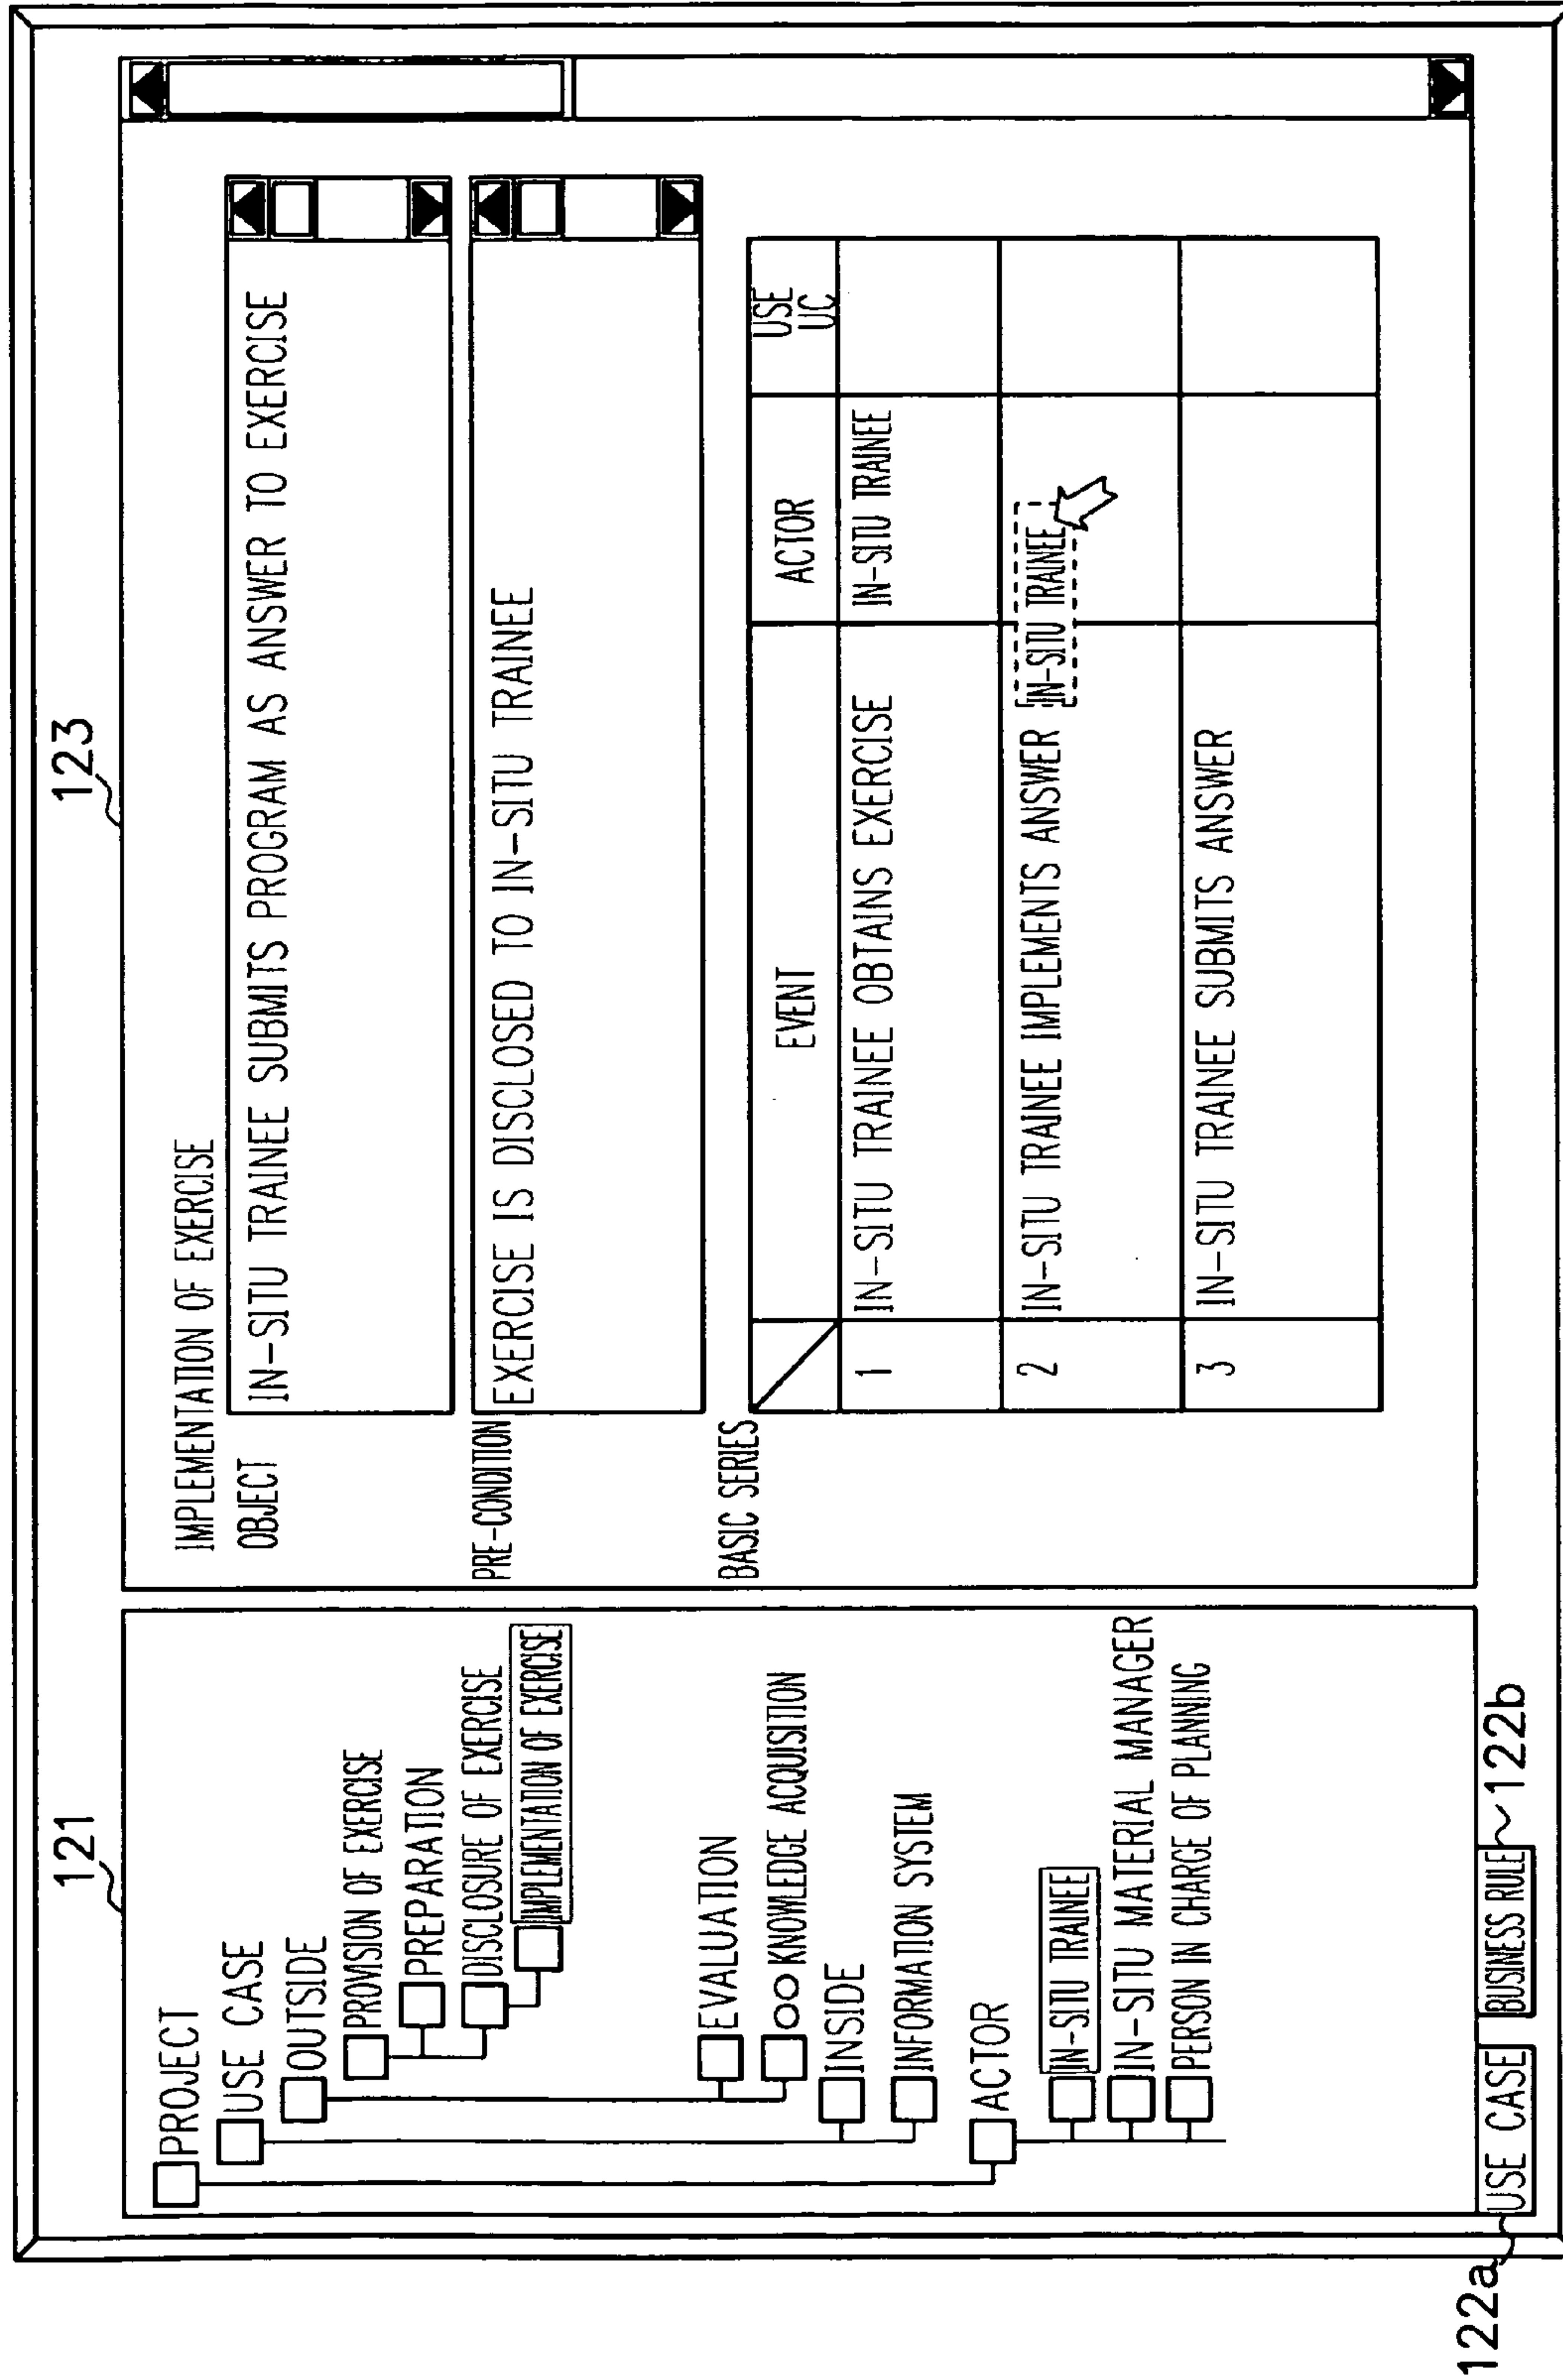 121
123
PROJECT
USE CASE
OUTSIDE
PROVISION OF EXERCISE
PREPARATION
DISCLOSURE OF EXERCISE
IMPLEMENTATION OF EXERCISE
EVALUATION
○○ KNOWLEDGE ACQUISITION
INSIDE
INFORMATION SYSTEM
ACTOR
IN-SITU TRAINEE
IN-SITU MATERIAL MANAGER
PERSON IN CHARGE OF PLANNING
USE CASE
BUSINESS RULE
122a
122b
IMPLEMENTATION OF EXERCISE
OBJECT
IN-SITU TRAINEE SUBMITS PROGRAM AS ANSWER TO EXERCISE
PRE-CONDITION
EXERCISE IS DISCLOSED TO IN-SITU TRAINEE
BASIC SERIES
EVENT
ACTOR
USE
UC
1
IN-SITU TRAINEE OBTAINS EXERCISE
IN-SITU TRAINEE
2
IN-SITU TRAINEE IMPLEMENTS ANSWER
IN-SITU TRAINEE
3
IN-SITU TRAINEE SUBMITS ANSWER